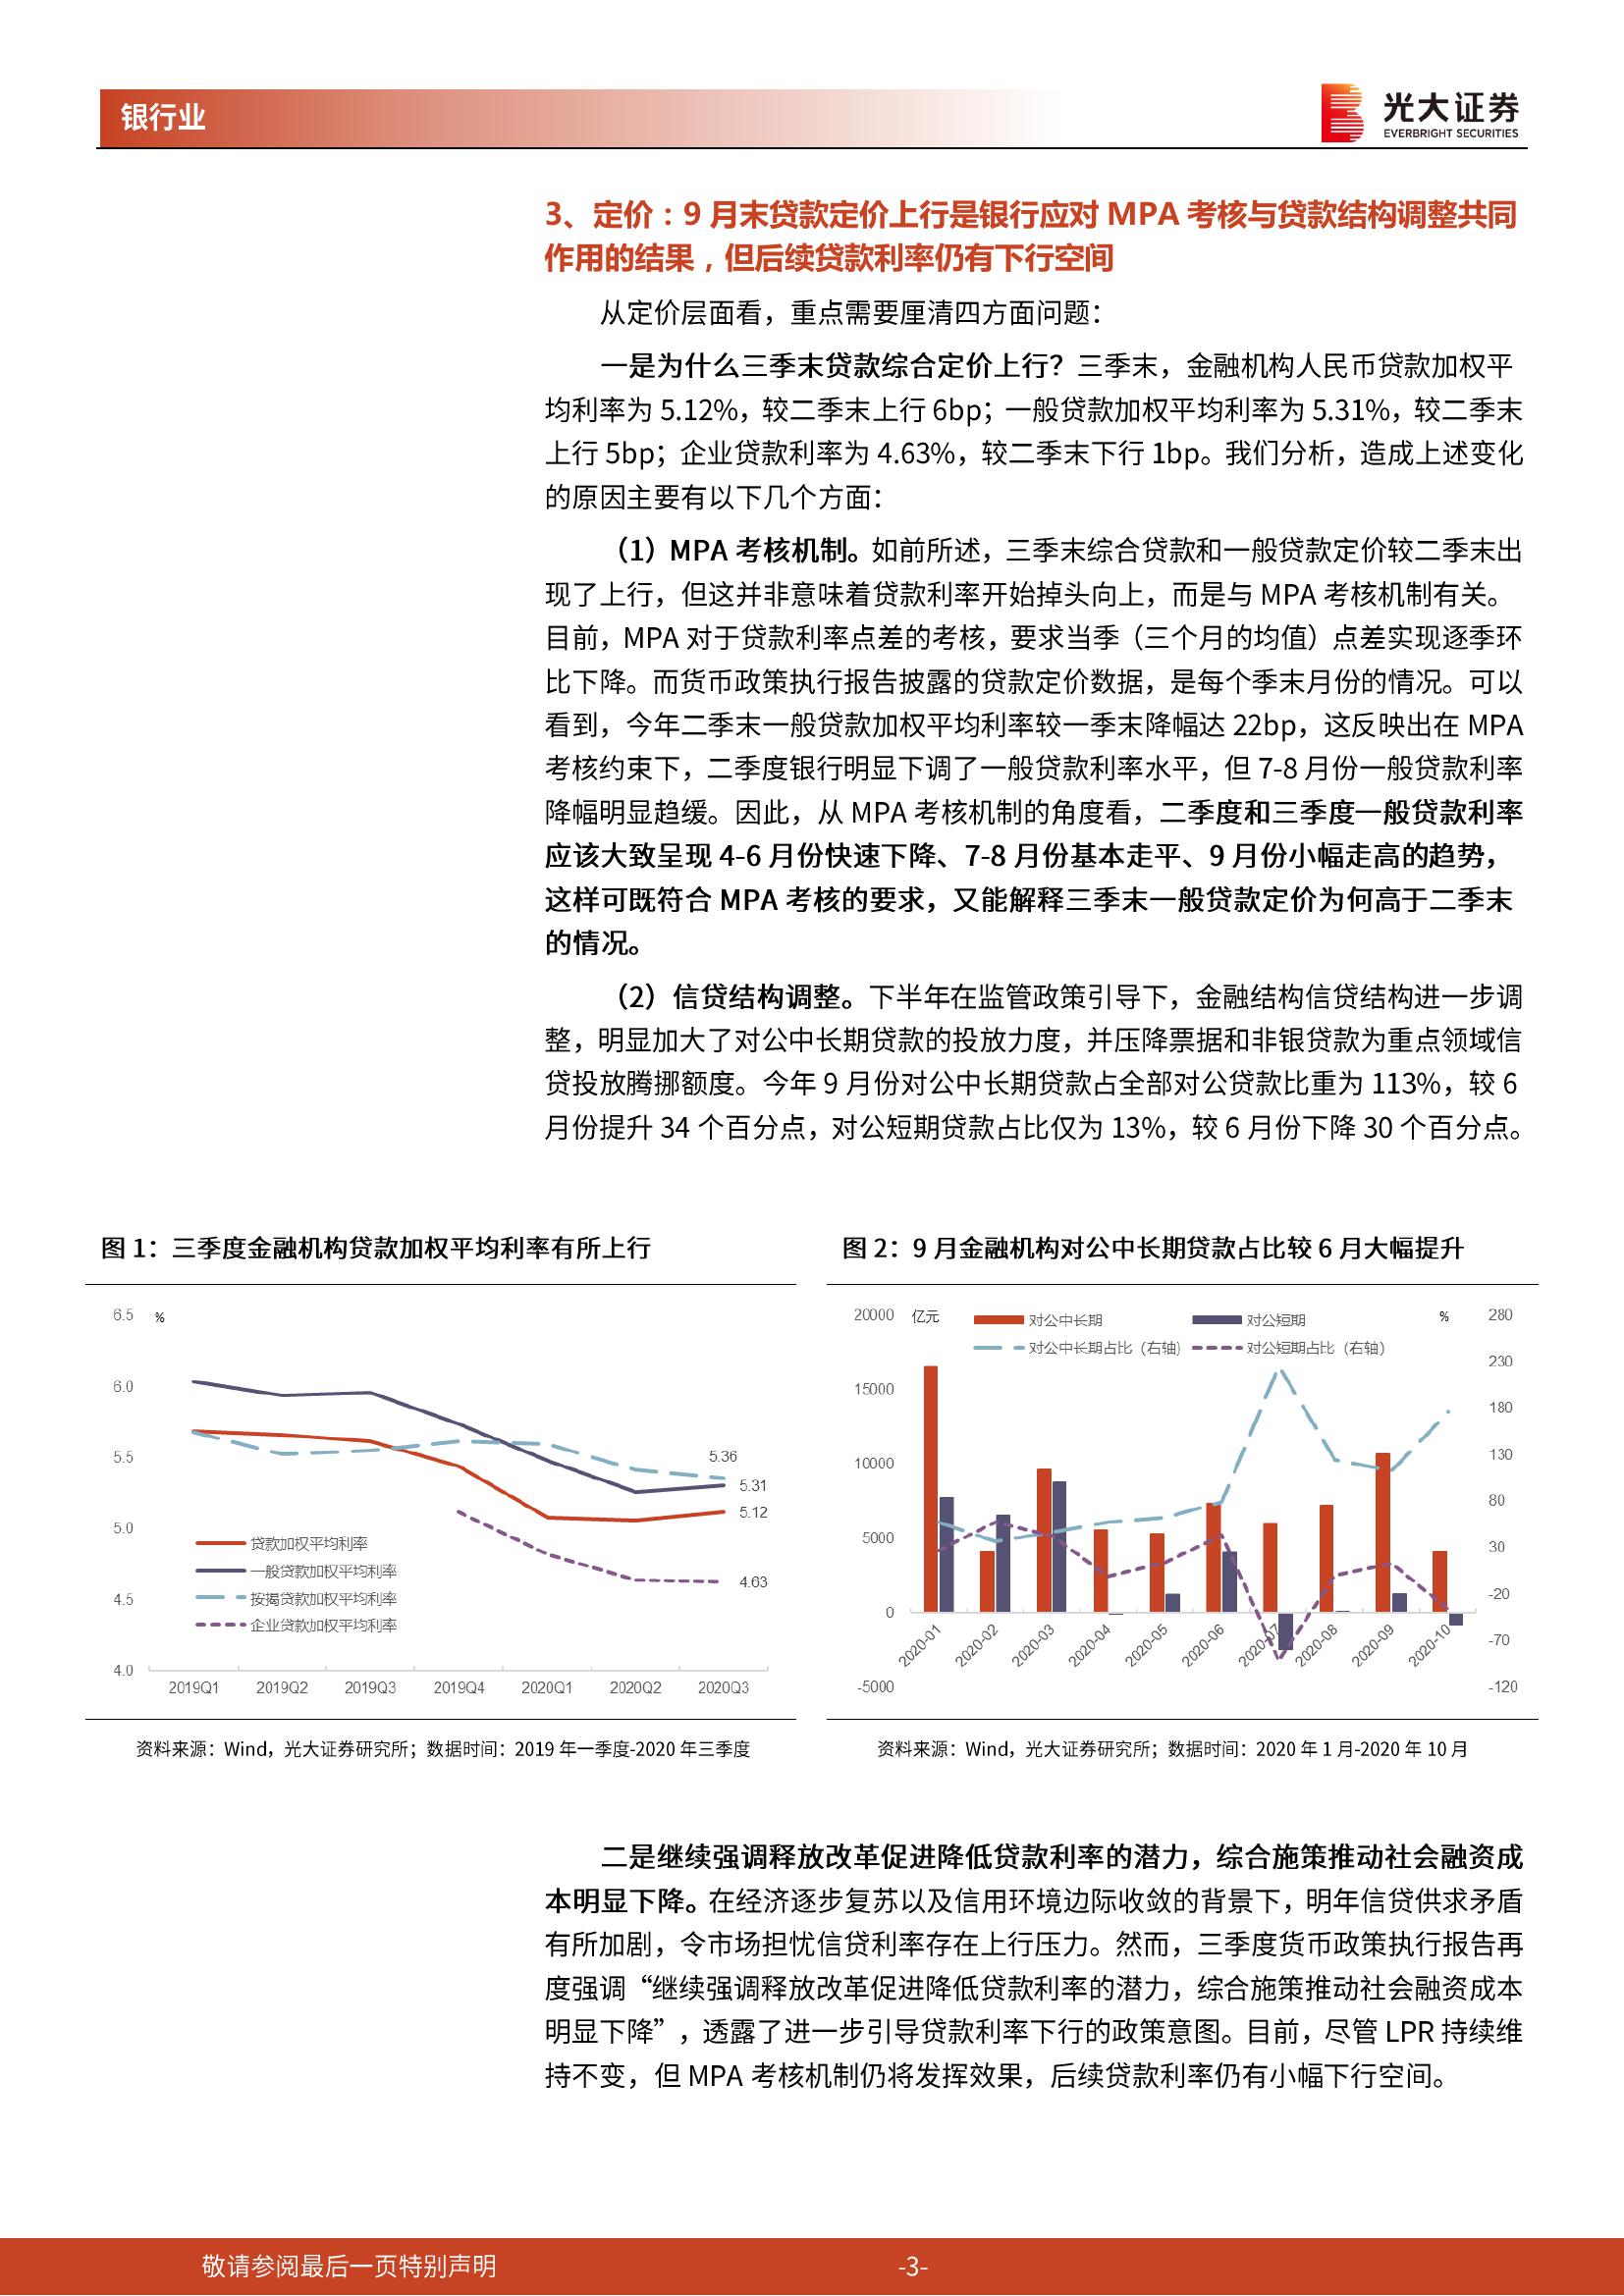 银行业
光大证券
EVERBRIGHT SECURITIES
3、定价：9 月末贷款定价上行是银行应对 MPA 考核与贷款结构调整共同
作用的结果，但后续贷款利率仍有下行空间
从定价层面看，重点需要厘清四方面问题：
一是为什么三季末贷款综合定价上行？三季末，金融机构人民币贷款加权平
均利率为 5.12%，较二季末上行 6bp；一般贷款加权平均利率为 5.31%，较二季末
上行 5bp；企业贷款利率为 4.63%，较二季末下行 1bp。我们分析，造成上述变化
的原因主要有以下几个方面：
（1）MPA 考核机制。如前所述，三季末综合贷款和一般贷款定价较二季末出
现了上行，但这并非意味着贷款利率开始掉头向上，而是与 MPA 考核机制有关。
目前，MPA 对于贷款利率点差的考核，要求当季（三个月的均值）点差实现逐季环
比下降。而货币政策执行报告披露的贷款定价数据，是每个季末月份的情况。可以
看到，今年二季末一般贷款加权平均利率较一季末降幅达 22bp，这反映出在 MPA
考核约束下，二季度银行明显下调了一般贷款利率水平，但 7-8 月份一般贷款利率
降幅明显趋缓。因此，从 MPA 考核机制的角度看，二季度和三季度一般贷款利率
应该大致呈现 4-6 月份快速下降、7-8 月份基本走平、9 月份小幅走高的趋势，
这样可既符合 MPA 考核的要求，又能解释三季末一般贷款定价为何高于二季末
的情况。
（2）信贷结构调整。下半年在监管政策引导下，金融结构信贷结构进一步调
整，明显加大了对公中长期贷款的投放力度，并压降票据和非银贷款为重点领域信
贷投放腾挪额度。今年 9 月份对公中长期贷款占全部对公贷款比重为 113%，较 6
月份提升 34 个百分点，对公短期贷款占比仅为 13%，较 6 月份下降 30 个百分点。
图 1：三季度金融机构贷款加权平均利率有所上行
6.5
%
6.0
5.5
5.0
4.5
4.0
5.36
5.31
5.12
4.63
贷款加权平均利率
一般贷款加权平均利率
按揭贷款加权平均利率
企业贷款加权平均利率
2019Q1 2019Q2 2019Q3 2019Q4 2020Q1 2020Q2 2020Q3
资料来源：Wind，光大证券研究所；数据时间：2019 年一季度-2020 年三季度
图 2：9 月金融机构对公中长期贷款占比较 6 月大幅提升
亿元
%
对公中长期 对公短期
对公中长期占比（右轴） 对公短期占比（右轴）
20000
15000
10000
5000
0
-5000
280
230
180
130
80
30
-20
-70
-120
2020-01 2020-02 2020-03 2020-04 2020-05 2020-06 2020-07 2020-08 2020-09 2020-10
资料来源：Wind，光大证券研究所；数据时间：2020 年 1 月-2020 年 10 月
二是继续强调释放改革促进降低贷款利率的潜力，综合施策推动社会融资成
本明显下降。在经济逐步复苏以及信用环境边际收敛的背景下，明年信贷供求矛盾
有所加剧，令市场担忧信贷利率存在上行压力。然而，三季度货币政策执行报告再
度强调“继续强调释放改革促进降低贷款利率的潜力，综合施策推动社会融资成本
明显下降”，透露了进一步引导贷款利率下行的政策意图。目前，尽管 LPR 持续维
持不变，但 MPA 考核机制仍将发挥效果，后续贷款利率仍有小幅下行空间。
敬请参阅最后一页特别声明
-3-